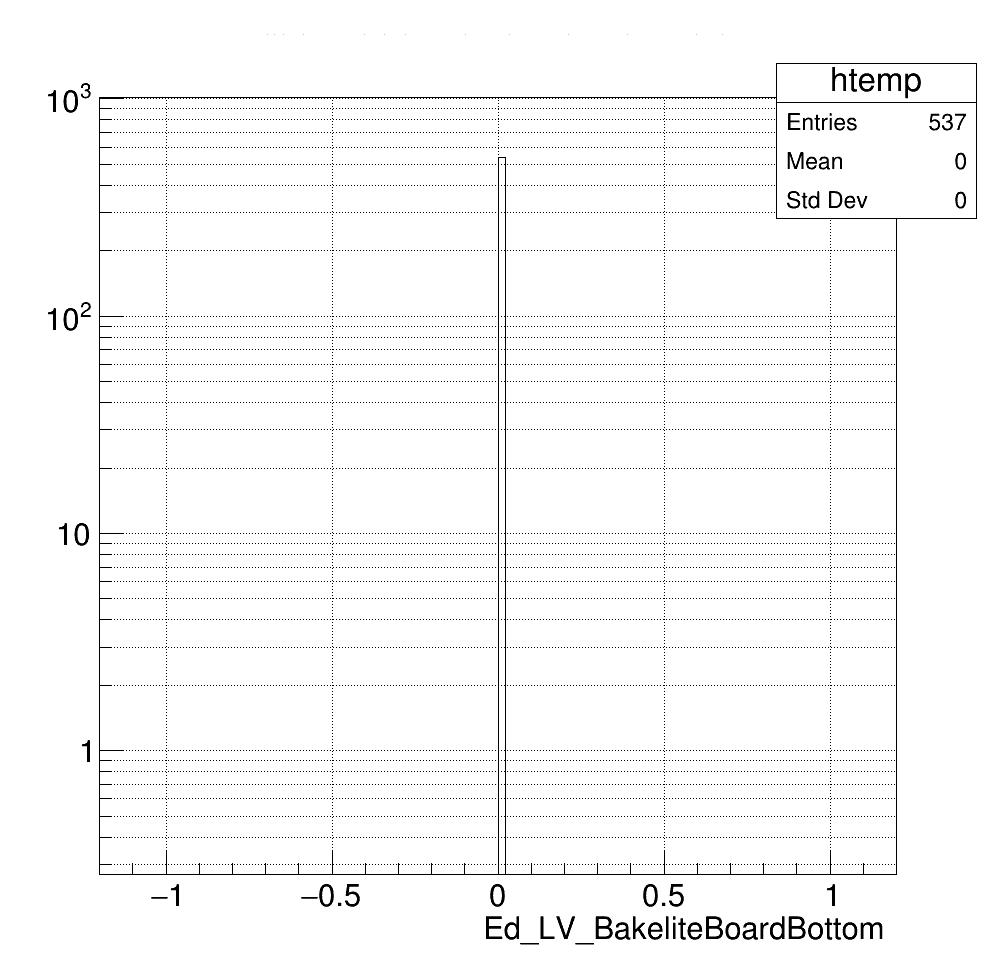 htemp
Entries 537
Mean 0
Std Dev 0
10³
10²
10
1
−1 −0.5 0 0.5 1
Ed_LV_BakeliteBoardBottom